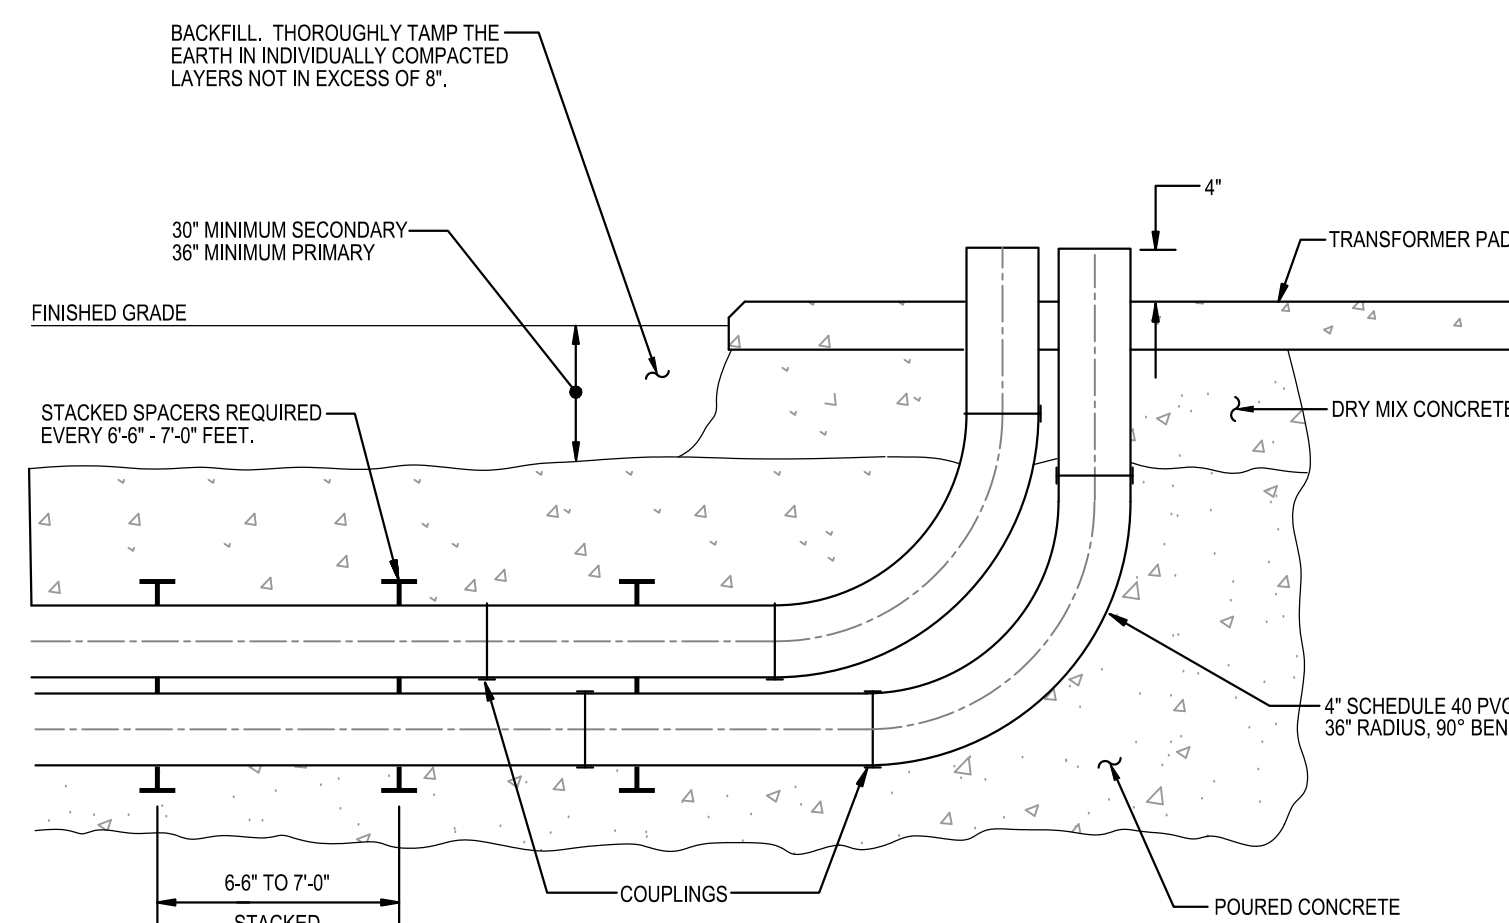 BACKFILL. THOROUGHLY TAMP THE
EARTH IN INDIVIDUALLY COMPACTED
LAYERS NOT IN EXCESS OF 8".
4"
30" MINIMUM SECONDARY
36" MINIMUM PRIMARY
TRANSFORMER PAD
FINISHED GRADE
STACKED SPACERS REQUIRED
EVERY 6'-6" - 7'-0" FEET.
DRY MIX CONCRETE
4" SCHEDULE 40 PVC
36" RADIUS, 90° BEN
6-6" TO 7'-0"
STACKED
COUPLINGS
POURED CONCRETE